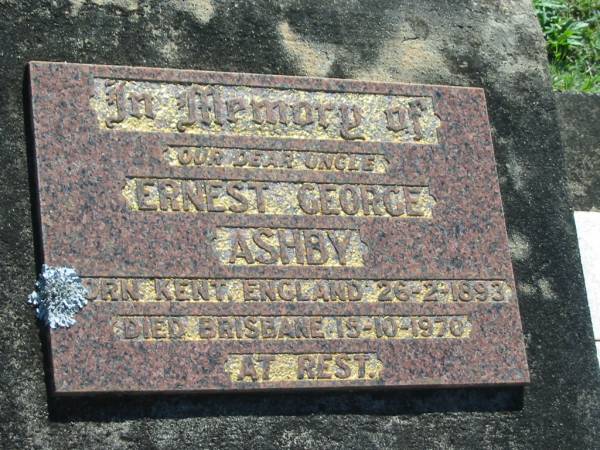 In Memory of
OUR DEAR UNCLE
ERNEST GEORGE
ASHBY
ORN KENT, ENGLAND 26-2-1893
DIED BRISBANE 15-10-1970
AT REST.